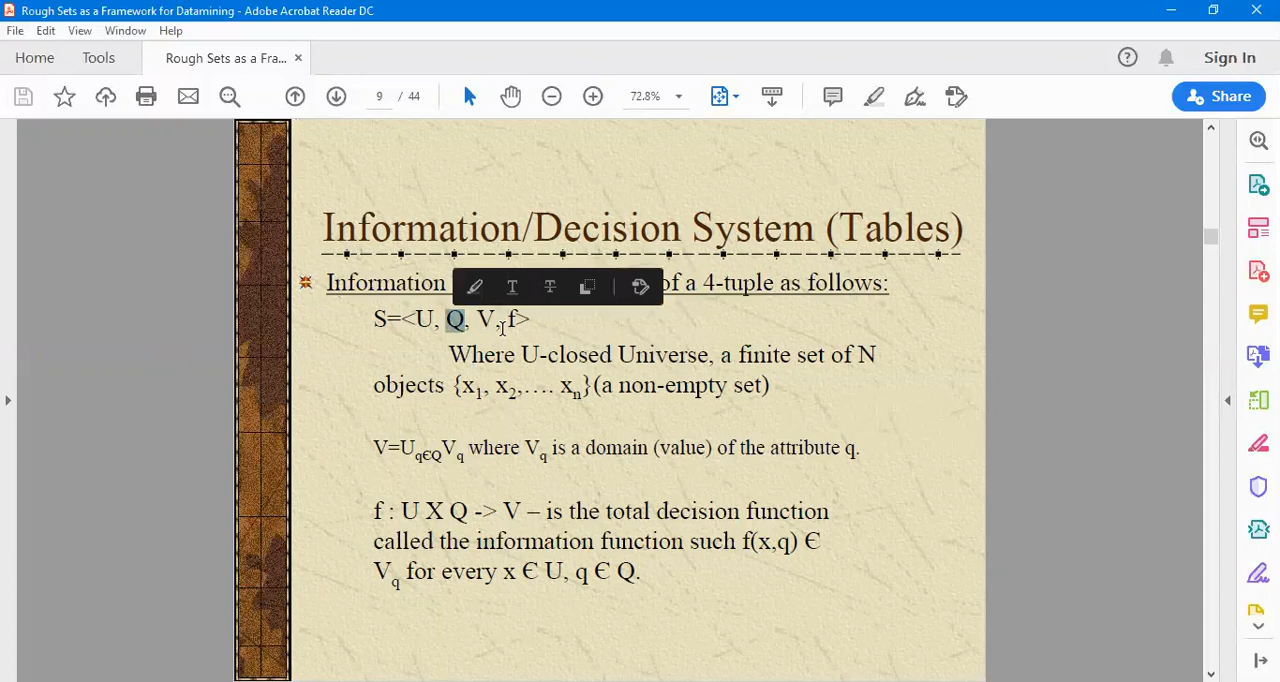 Rough Sets as a Framework for Datamining - Adobe Acrobat Reader DC
File Edit View Window Help
Home Tools Rough Sets as a Fra... × Sign In
9 / 44 72.8% Share
Information/Decision System (Tables)
Information of a 4-tuple as follows:
S=<U, Q, V, f>
Where U-closed Universe, a finite set of N
objects {x1, x2,…. xn}(a non-empty set)
V=UqЄQVq where Vq is a domain (value) of the attribute q.
f : U X Q -> V – is the total decision function
called the information function such f(x,q) Є
Vq for every x Є U, q Є Q.